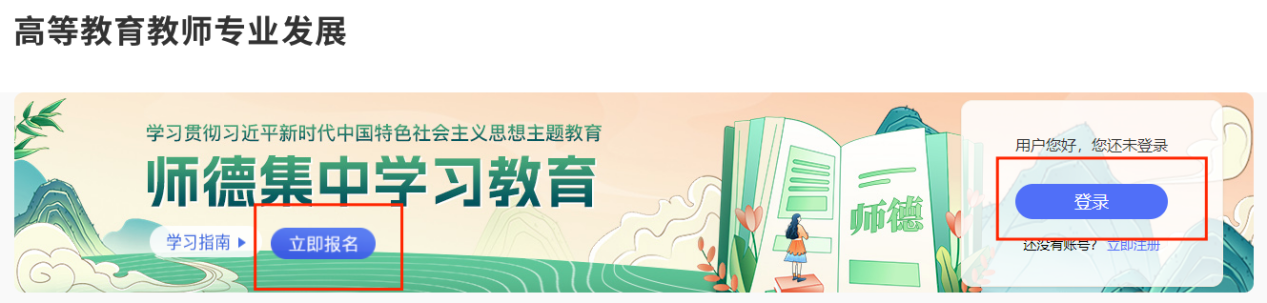 高等教育教师专业发展
学习贯彻习近平新时代中国特色社会主义思想主题教育
师德集中学习教育
学习指南
立即报名
师德
用户您好，您还未登录
登录
还没有账号？ 立即注册